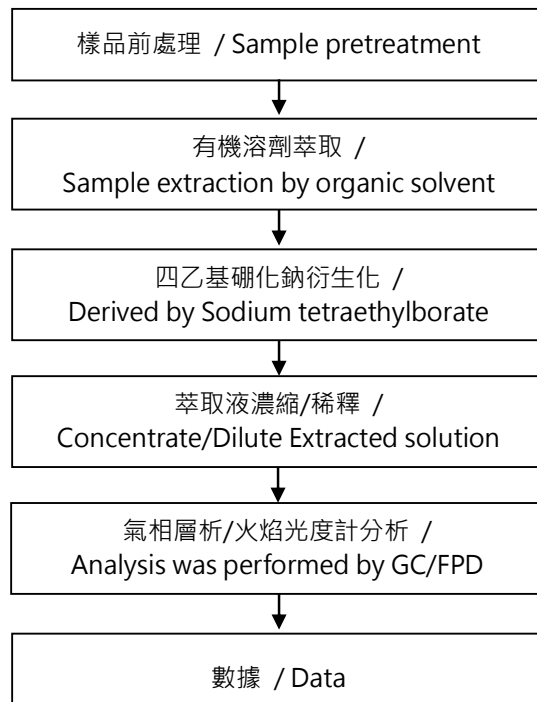 樣品前處理 / Sample pretreatment
有機溶劑萃取 /
Sample extraction by organic solvent
四乙基硼化鈉衍生化 /
Derived by Sodium tetraethylborate
萃取液濃縮/稀釋 /
Concentrate/Dilute Extracted solution
氣相層析/火焰光度計分析 /
Analysis was performed by GC/FPD
數據 / Data